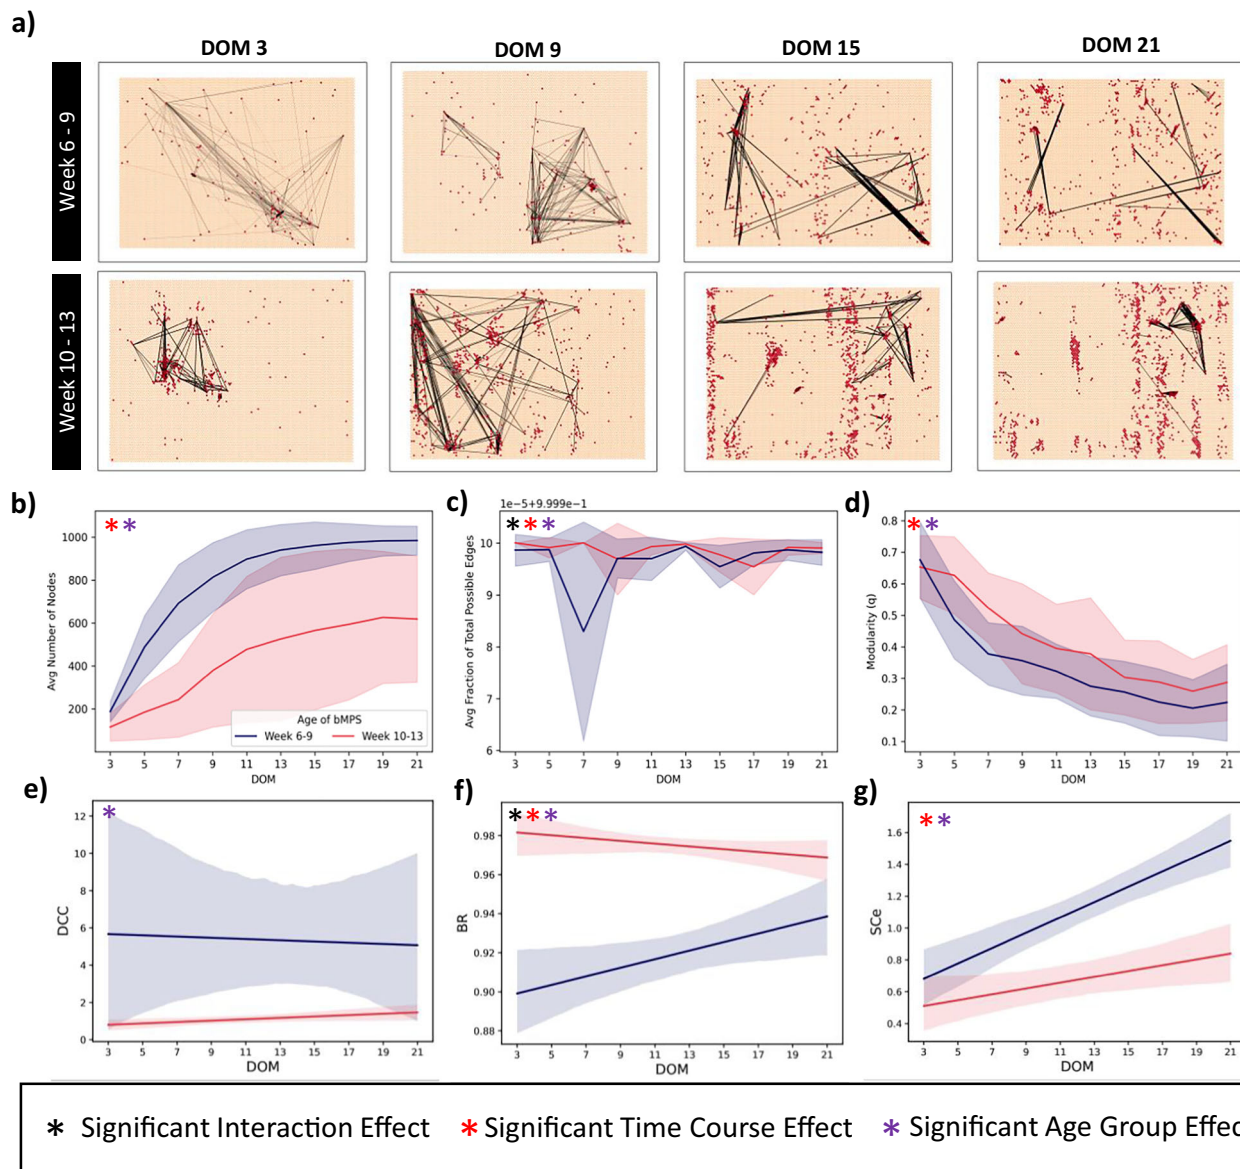 a)
DOM 3
DOM 9
DOM 15
DOM 21
Week 6 - 9
Week 10 - 13
b)
* *
Avg Number of Nodes
1000
800
600
400
200
3 5 7 9 11 13 15 17 19 21
DOM
Age of bMPS
Week 6-9
Week 10-13
c)
1e-5+9.999e-1
* * *
Avg Fraction of Total Possible Edges
10
9
8
7
6
3 5 7 9 11 13 15 17 19 21
DOM
d)
* *
Modularity (q)
0.8
0.7
0.6
0.5
0.4
0.3
0.2
0.1
3 5 7 9 11 13 15 17 19 21
DOM
e)
*
DCC
12
10
8
6
4
2
0
3 5 7 9 11 13 15 17 19 21
DOM
f)
* * *
BR
0.98
0.96
0.94
0.92
0.90
0.88
3 5 7 9 11 13 15 17 19 21
DOM
g)
* *
SCe
1.6
1.4
1.2
1.0
0.8
0.6
0.4
3 5 7 9 11 13 15 17 19 21
DOM
* Significant Interaction Effect * Significant Time Course Effect * Significant Age Group Effec